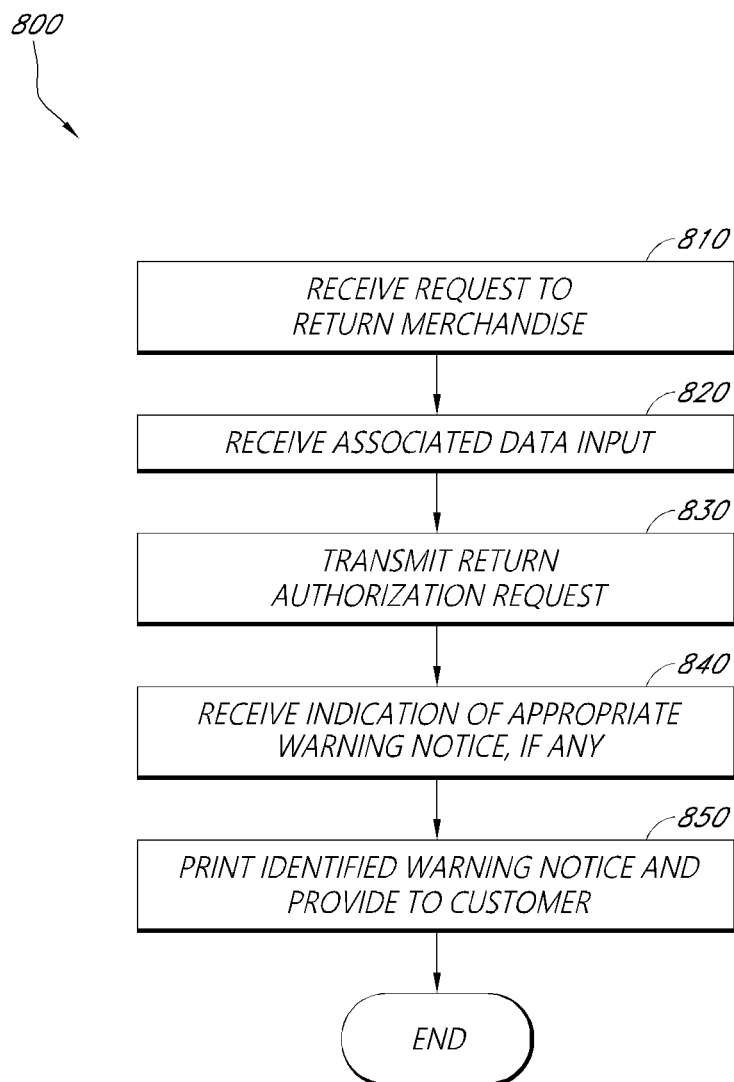 800
810
RECEIVE REQUEST TO
RETURN MERCHANDISE
820
RECEIVE ASSOCIATED DATA INPUT
830
TRANSMIT RETURN
AUTHORIZATION REQUEST
840
RECEIVE INDICATION OF APPROPRIATE
WARNING NOTICE, IF ANY
850
PRINT IDENTIFIED WARNING NOTICE AND
PROVIDE TO CUSTOMER
END